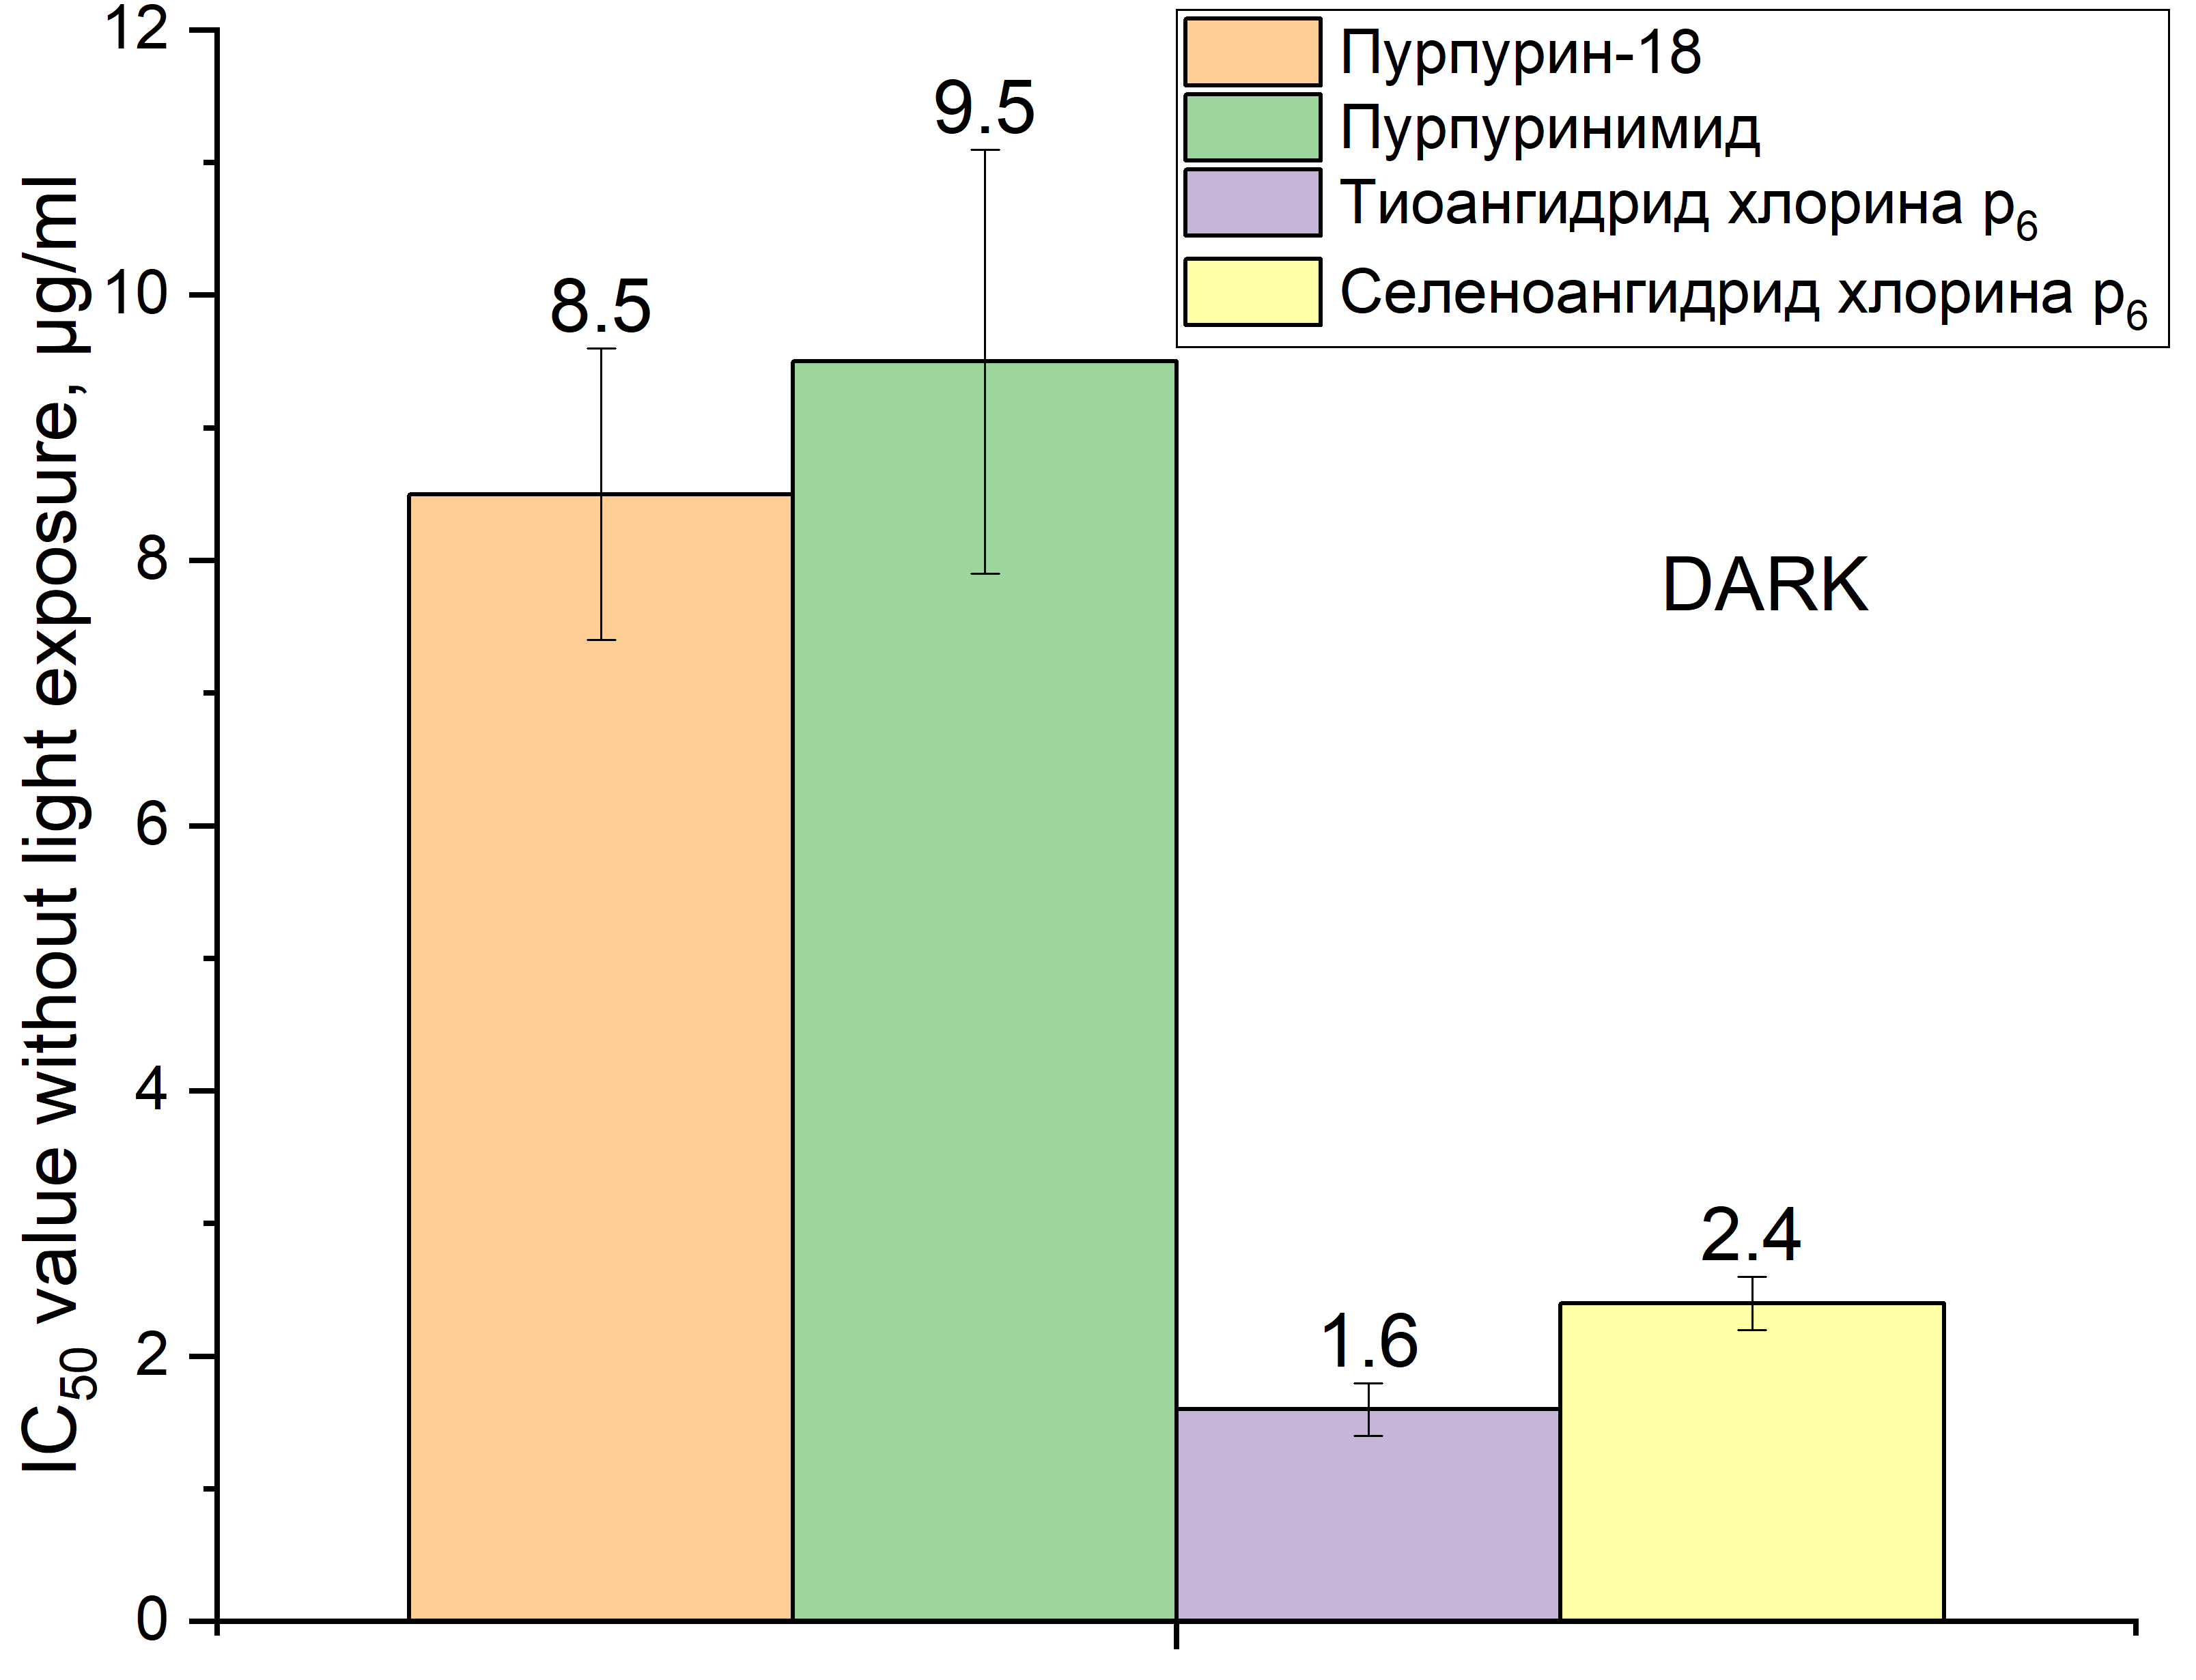 IC50 value without light exposure, µg/ml
12
10
8
6
4
2
0
8.5
9.5
1.6
2.4
Пурпурин-18
Пурпуринимид
Тиоангидрид хлорина p6
Селеноангидрид хлорина p6
DARK